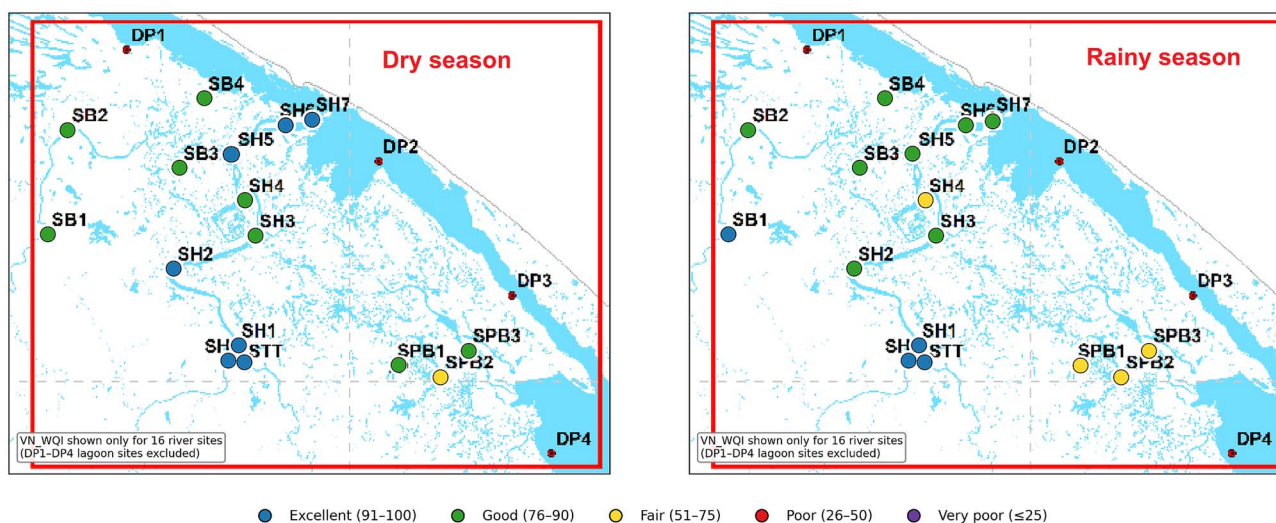 DP1
Dry season
SB4
SH6 SH7
SB2
SH5
DP2
SB3
SH4
SB1
SH3
SH2
DP3
SH1
SPB3
SH
STT
SPB1
SPB2
VN_WQI shown only for 16 river sites
(DP1–DP4 lagoon sites excluded)
DP4
DP1
Rainy season
SB4
SH6 SH7
SB2
SH5
DP2
SB3
SH4
SB1
SH3
SH2
DP3
SH1
SPB3
SH
STT
SPB1
SPB2
VN_WQI shown only for 16 river sites
(DP1–DP4 lagoon sites excluded)
DP4
Excellent (91–100) Good (76–90) Fair (51–75) Poor (26–50) Very poor (≤25)